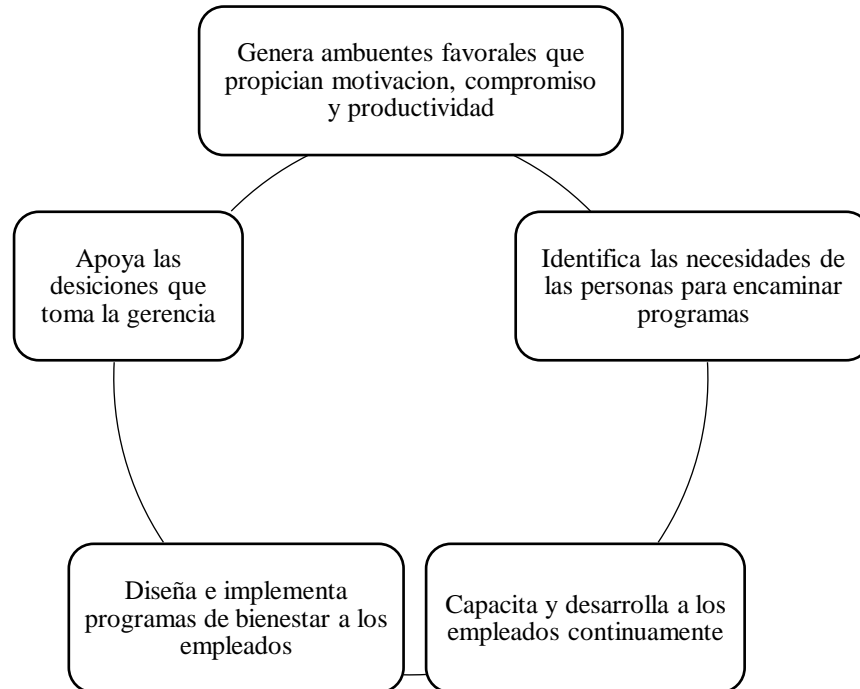 Genera ambuentes favorales que
propician motivacion, compromiso
y productividad
Identifica las necesidades de
las personas para encaminar
programas
Capacita y desarrolla a los
empleados continuamente
Diseña e implementa
programas de bienestar a los
empleados
Apoya las
desiciones que
toma la gerencia